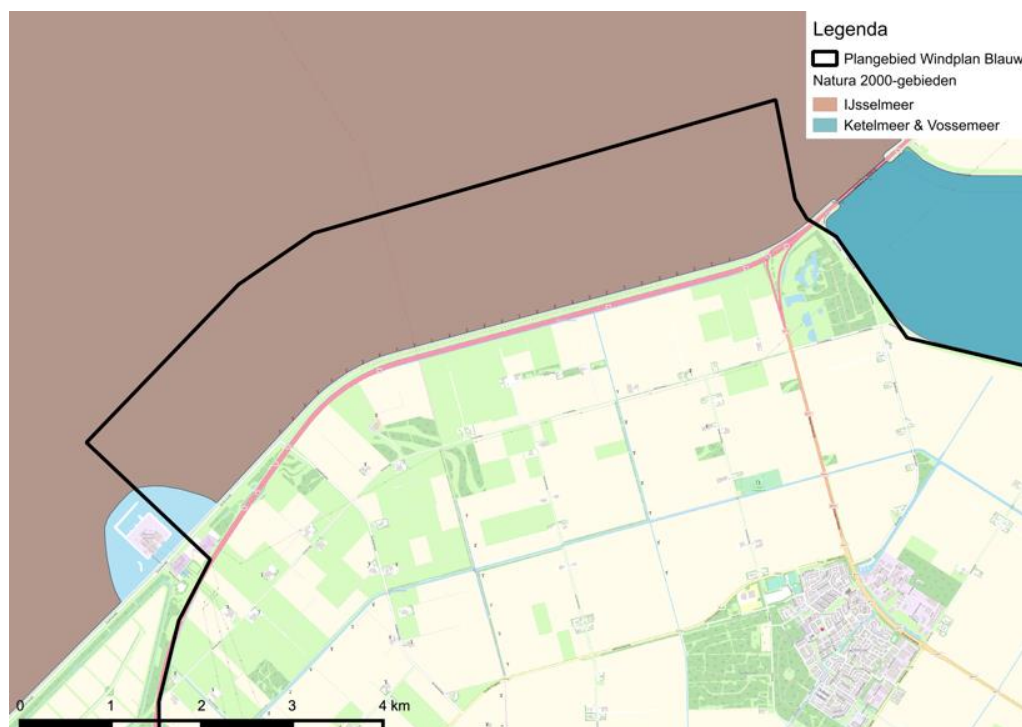 Legenda
Plangebied Windplan Blauw
Natura 2000-gebieden
IJsselmeer
Ketelmeer & Vossemeer
0 1 2 3 4 km